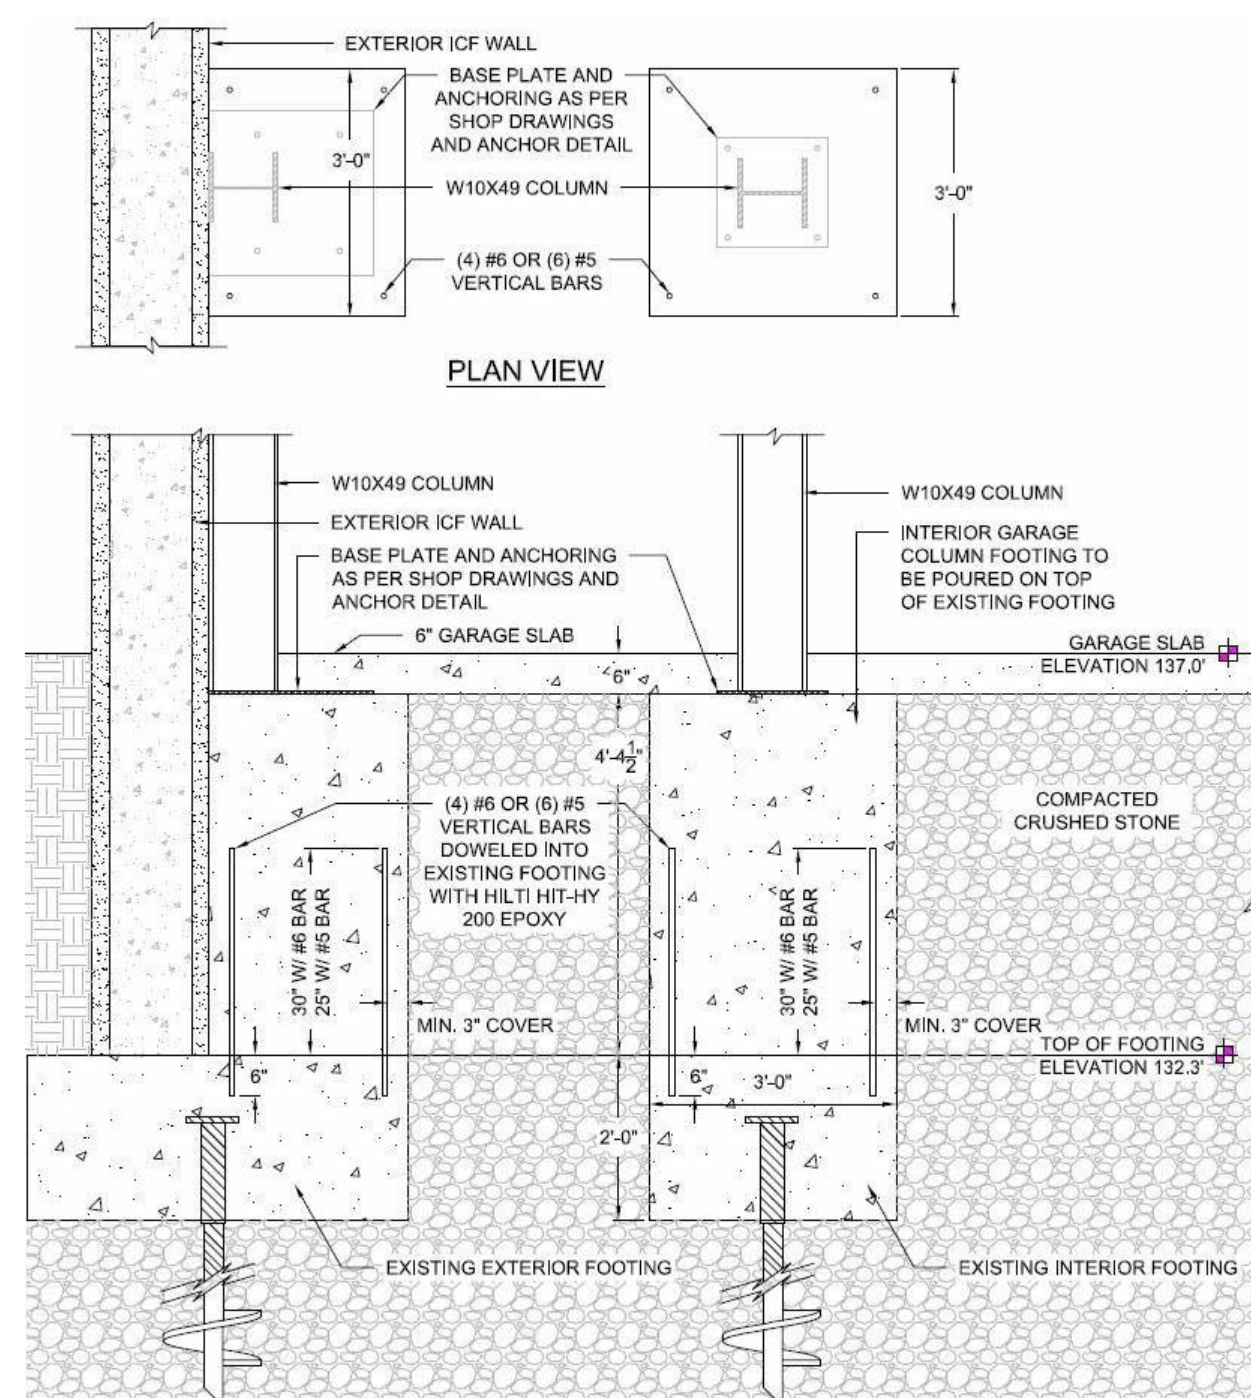 EXTERIOR ICF WALL
BASE PLATE AND
ANCHORING AS PER
SHOP DRAWINGS
AND ANCHOR DETAIL
3'-0"
W10X49 COLUMN
3'-0"
(4) #6 OR (6) #5
VERTICAL BARS
PLAN VIEW
W10X49 COLUMN
EXTERIOR ICF WALL
BASE PLATE AND ANCHORING
AS PER SHOP DRAWINGS AND
ANCHOR DETAIL
6" GARAGE SLAB
W10X49 COLUMN
INTERIOR GARAGE
COLUMN FOOTING TO
BE POURED ON TOP
OF EXISTING FOOTING
GARAGE SLAB
ELEVATION 137.0'
6"
4'-4 1/2"
(4) #6 OR (6) #5
VERTICAL BARS
DOWELED INTO
EXISTING FOOTING
WITH HILTI HIT-HY
200 EPOXY
COMPACTED
CRUSHED STONE
30" W/ #6 BAR
25" W/ #5 BAR
30" W/ #6 BAR
25" W/ #5 BAR
MIN. 3" COVER
MIN. 3" COVER
TOP OF FOOTING
ELEVATION 132.3'
6"
6"
3'-0"
2'-0"
EXISTING EXTERIOR FOOTING
EXISTING INTERIOR FOOTING